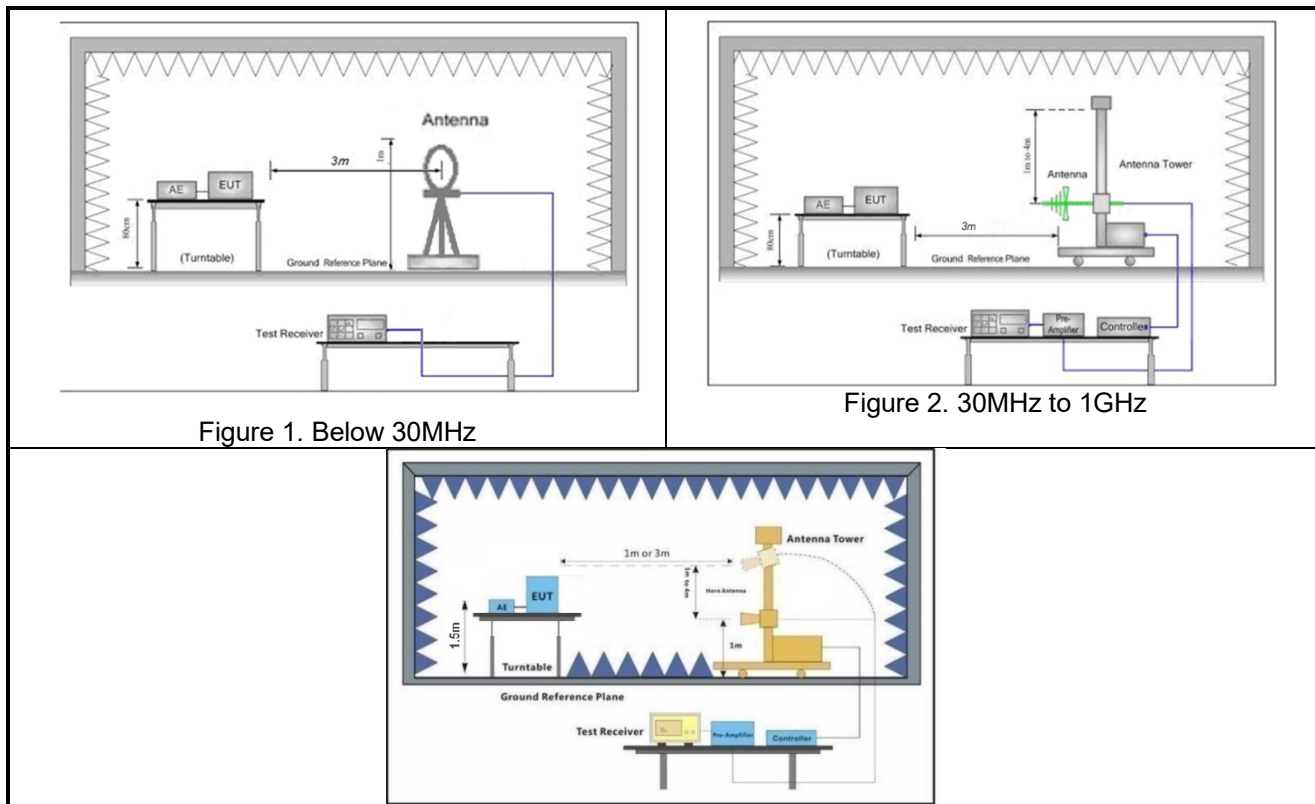 Antenna
1m
3m
AE
EUT
80cm
(Turntable)
Ground Reference Plane
Test Receiver
Figure 1. Below 30MHz
1m to 4m
Antenna
Antenna Tower
AE
EUT
3m
80cm
(Turntable)
Ground Reference Plane
Test Receiver
Pre-
Amplifier
Controller
Figure 2. 30MHz to 1GHz
Antenna Tower
1m or 3m
1m to 4m
Horn Antenna
EUT
AE
1.5m
1m
Turntable
Ground Reference Plane
Test Receiver
Pre-Amplifier
Controller